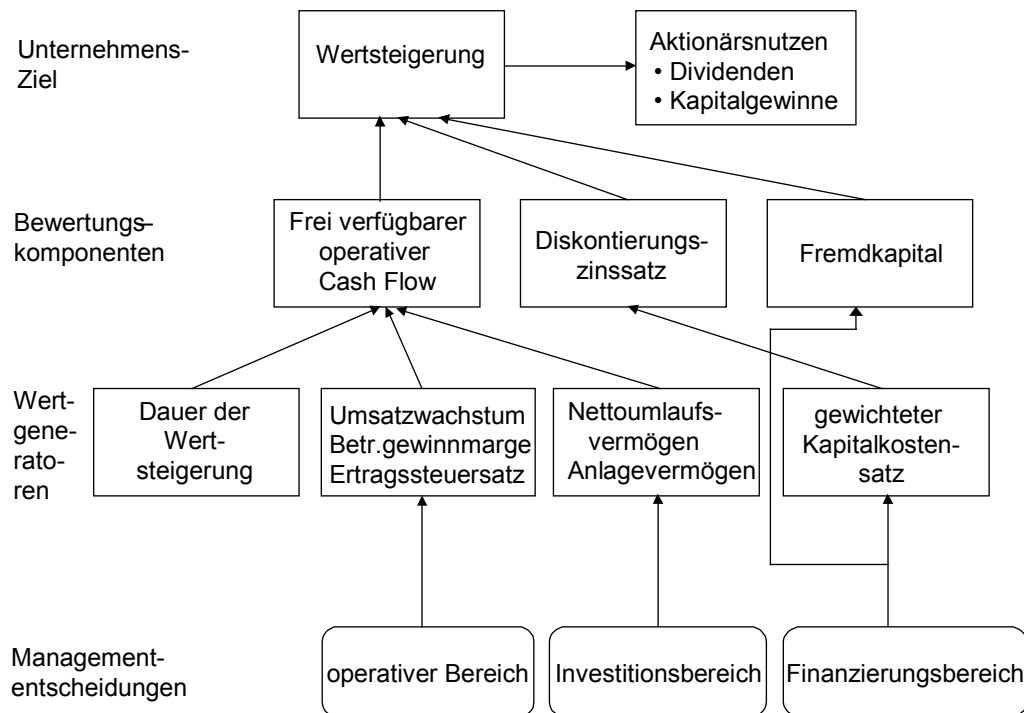 Unternehmens-
Ziel
Wertsteigerung
Aktionärsnutzen
• Dividenden
• Kapitalgewinne
Bewertungs–
komponenten
Frei verfügbarer
operativer
Cash Flow
Diskontierungs-
zinssatz
Fremdkapital
Wert-
gene-
rato-
ren
Dauer der
Wert-
steigerung
Umsatzwachstum
Betr.gewinnmarge
Ertragssteuersatz
Nettoumlaufs-
vermögen
Anlagevermögen
gewichteter
Kapitalkosten-
satz
Management-
entscheidungen
operativer Bereich
Investitionsbereich
Finanzierungsbereich